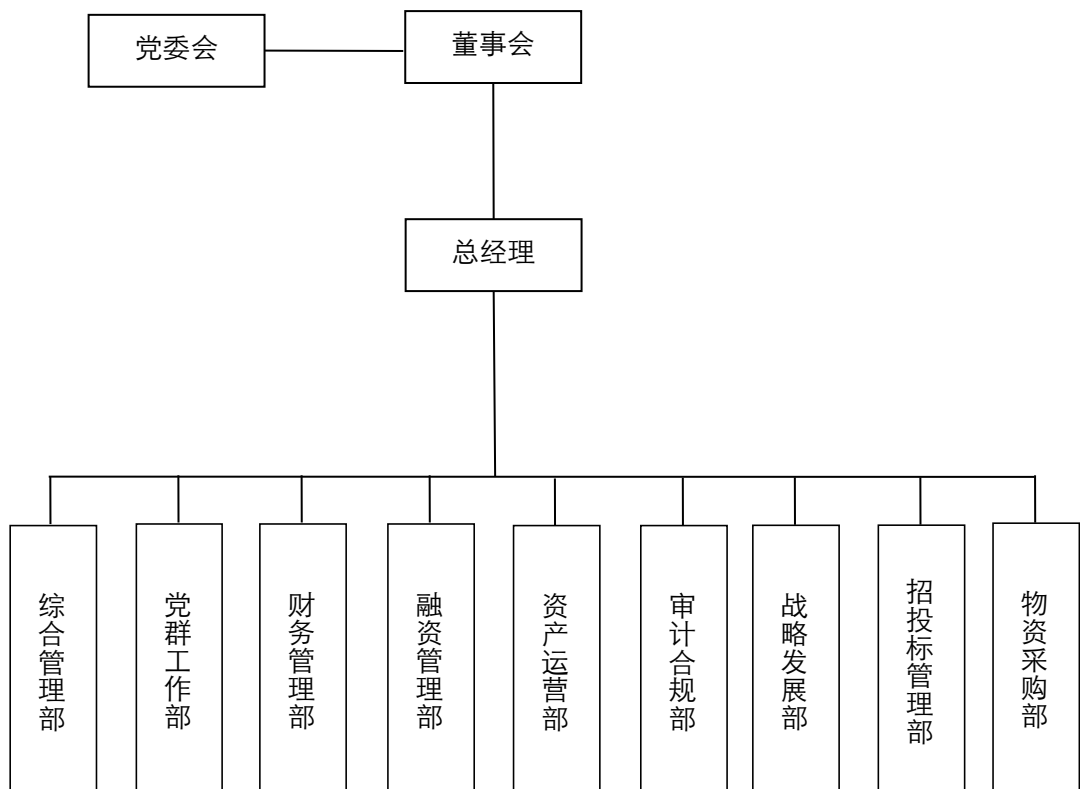 党委会
董事会
总经理
综合管理部
党群工作部
财务管理部
融资管理部
资产运营部
审计合规部
战略发展部
招投标管理部
物资采购部